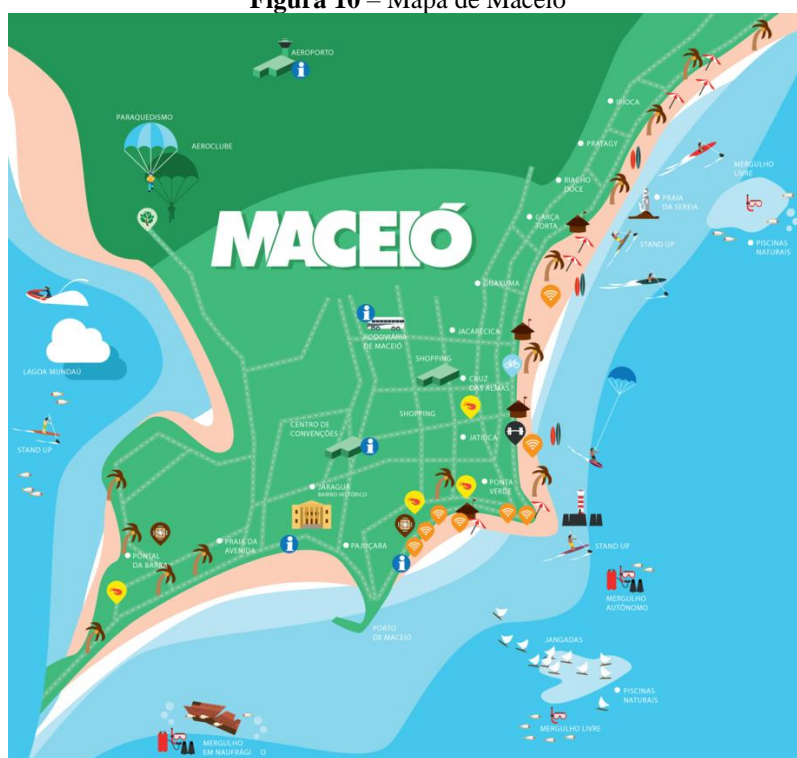 Figura 10 – Mapa de Maceió
AEROPORTO
PARAQUEDISMO
AEROCLUBE
IPIOCA
PRATAGY
MERGULHO
LIVRE
RIACHO
DOCE
PRAIA
DA SEREIA
GARÇA
TORTA
MACEIÓ
STAND UP
PISCINAS
NATURAIS
GUAXUMA
RODOVIÁRIA
DE MACEIÓ
JACARECICA
SHOPPING
LAGOA MUNDAÚ
CRUZ
DAS ALMAS
SHOPPING
CENTRO DE
CONVENÇÕES
JATIÚCA
STAND UP
JARAGUÁ
BAIRRO HISTÓRICO
PONTA
VERDE
PRAIA DA
AVENIDA
PAJUÇARA
STAND UP
PONTAL
DA BARRA
MERGULHO
AUTÔNOMO
PORTO
DE MACEIÓ
JANGADAS
PISCINAS
NATURAIS
MERGULHO LIVRE
MERGULHO
EM NAUFRÁGI O